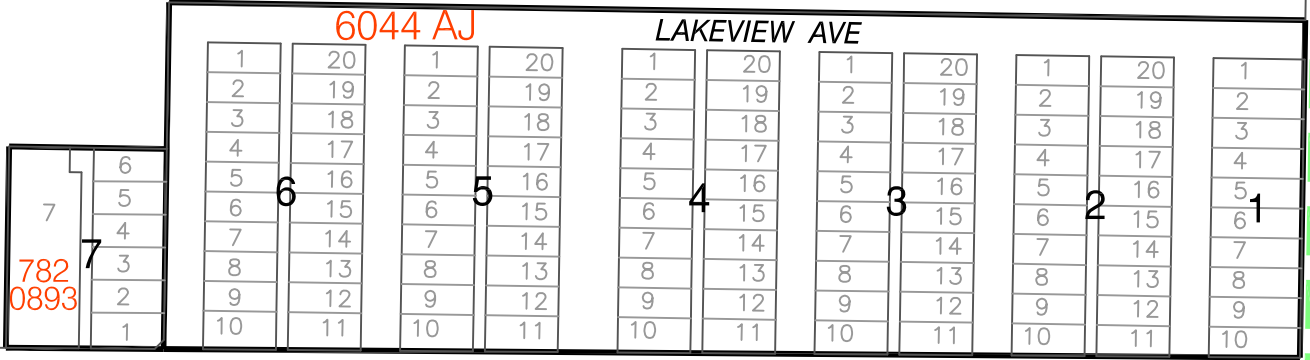 6044 AJ LAKEVIEW AVE
1 1 20 1 20 1 20 1 20 1 20 1
2 19 2 19 2 19 2 19 2 19 2
3 18 3 18 3 18 3 18 3 18 3
6 4 17 4 17 4 17 4 17 4 17 4
5 5 16 5 16 5 16 5 16 5 16 5
6 5 4 3 2 1
7 4 6 15 6 15 6 15 6 15 6 15 6
7 3 7 14 7 14 7 14 7 14 7 14 7
782 2 8 13 8 13 8 13 8 13 8 13 8
0893 9 12 9 12 9 12 9 12 9 12 9
1 10 11 10 11 10 11 10 11 10 11 10